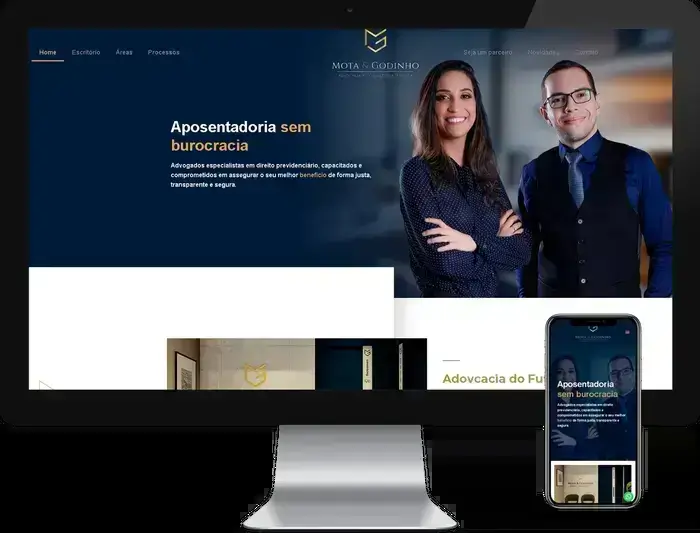 Home Escritório Áreas Processos
Seja um parceiro Novidades Contato
MOTA & GODINHO
Aposentadoria sem
burocracia
Advogados especialistas em direito previdenciário, capacitados e
comprometidos em assegurar o seu melhor benefício de forma justa,
transparente e segura.
Adovcacia do Fu
MOTA & GODINHO
Aposentadoria
sem burocracia
Advogados especialistas em direito
previdenciário, capacitados e
comprometidos em assegurar o seu melhor
benefício de forma justa, transparente e
segura.
MOTA & GODINHO